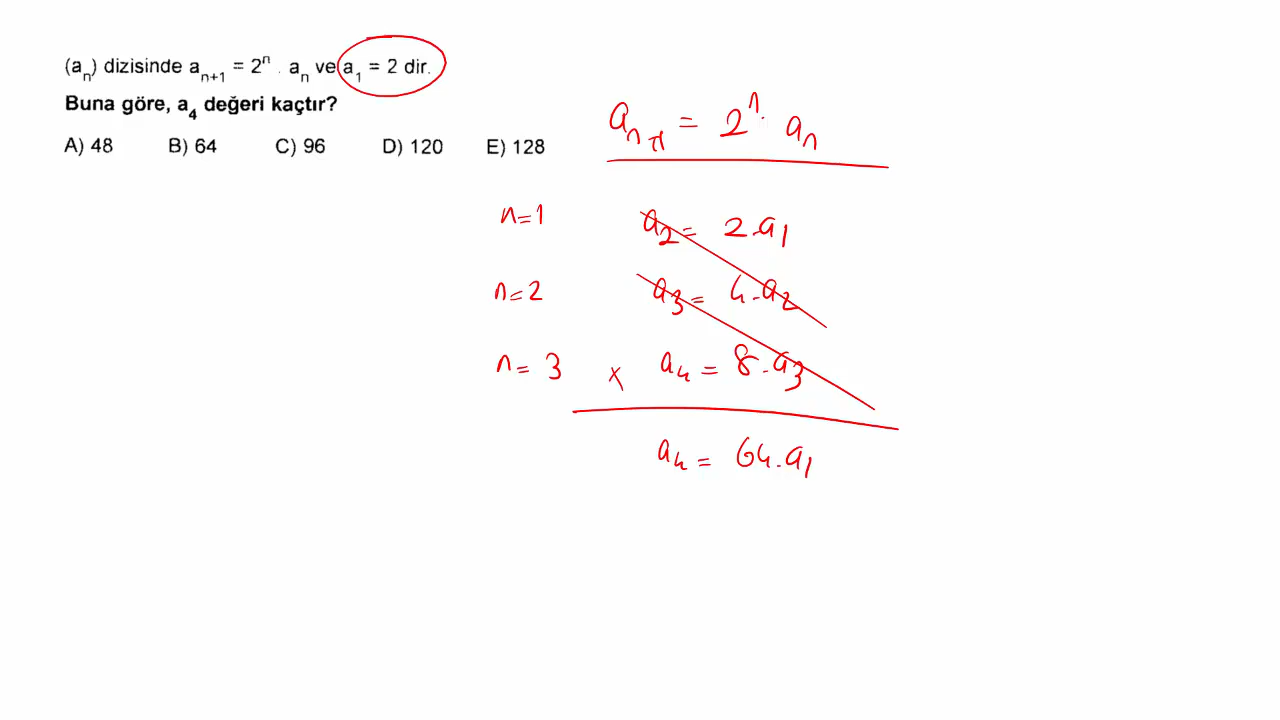 (aₙ) dizisinde aₙ₊₁ = 2ⁿ . aₙ ve a₁ = 2 dir.
Buna göre, a₄ değeri kaçtır?
A) 48 B) 64 C) 96 D) 120 E) 128
aₙ₊₁ = 2ⁿ. aₙ
n=1 a₂ = 2.a₁
n=2 a₃ = 4.a₂
n=3 x a₄ = 8.a₃
a₄ = 64.a₁